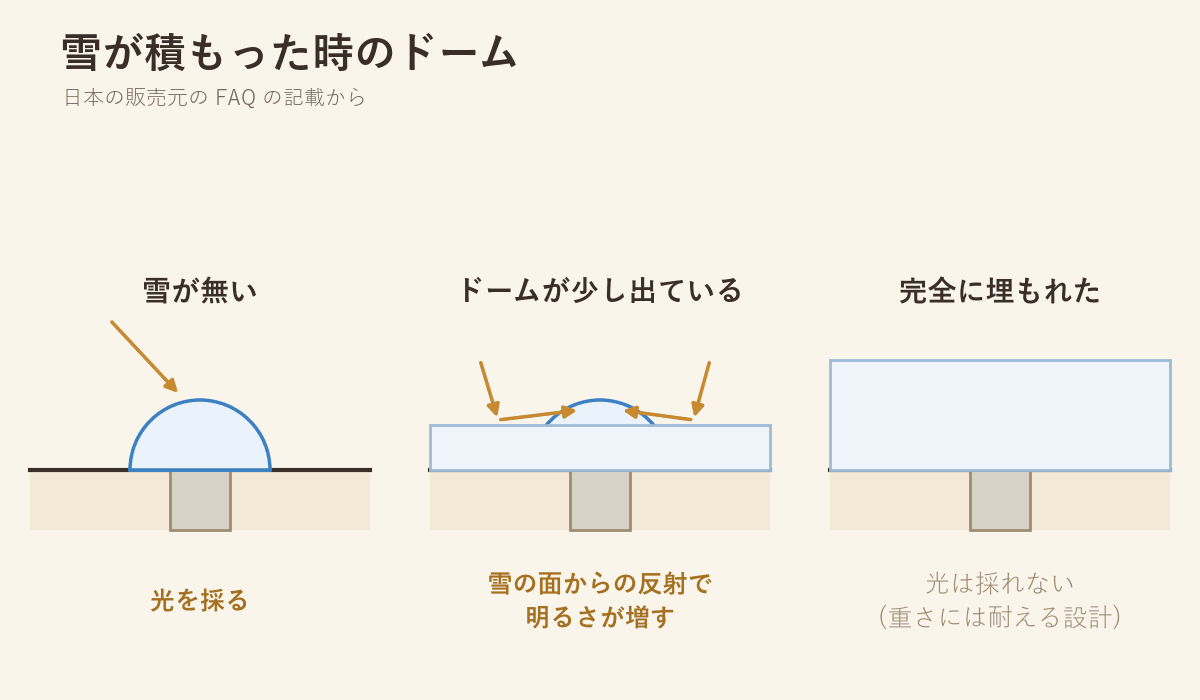 雪が積もった時のドーム
日本の販売元の FAQ の記載から
雪が無い
ドームが少し出ている
完全に埋もれた
光を採る
雪の面からの反射で
明るさが増す
光は採れない
（重さには耐える設計）